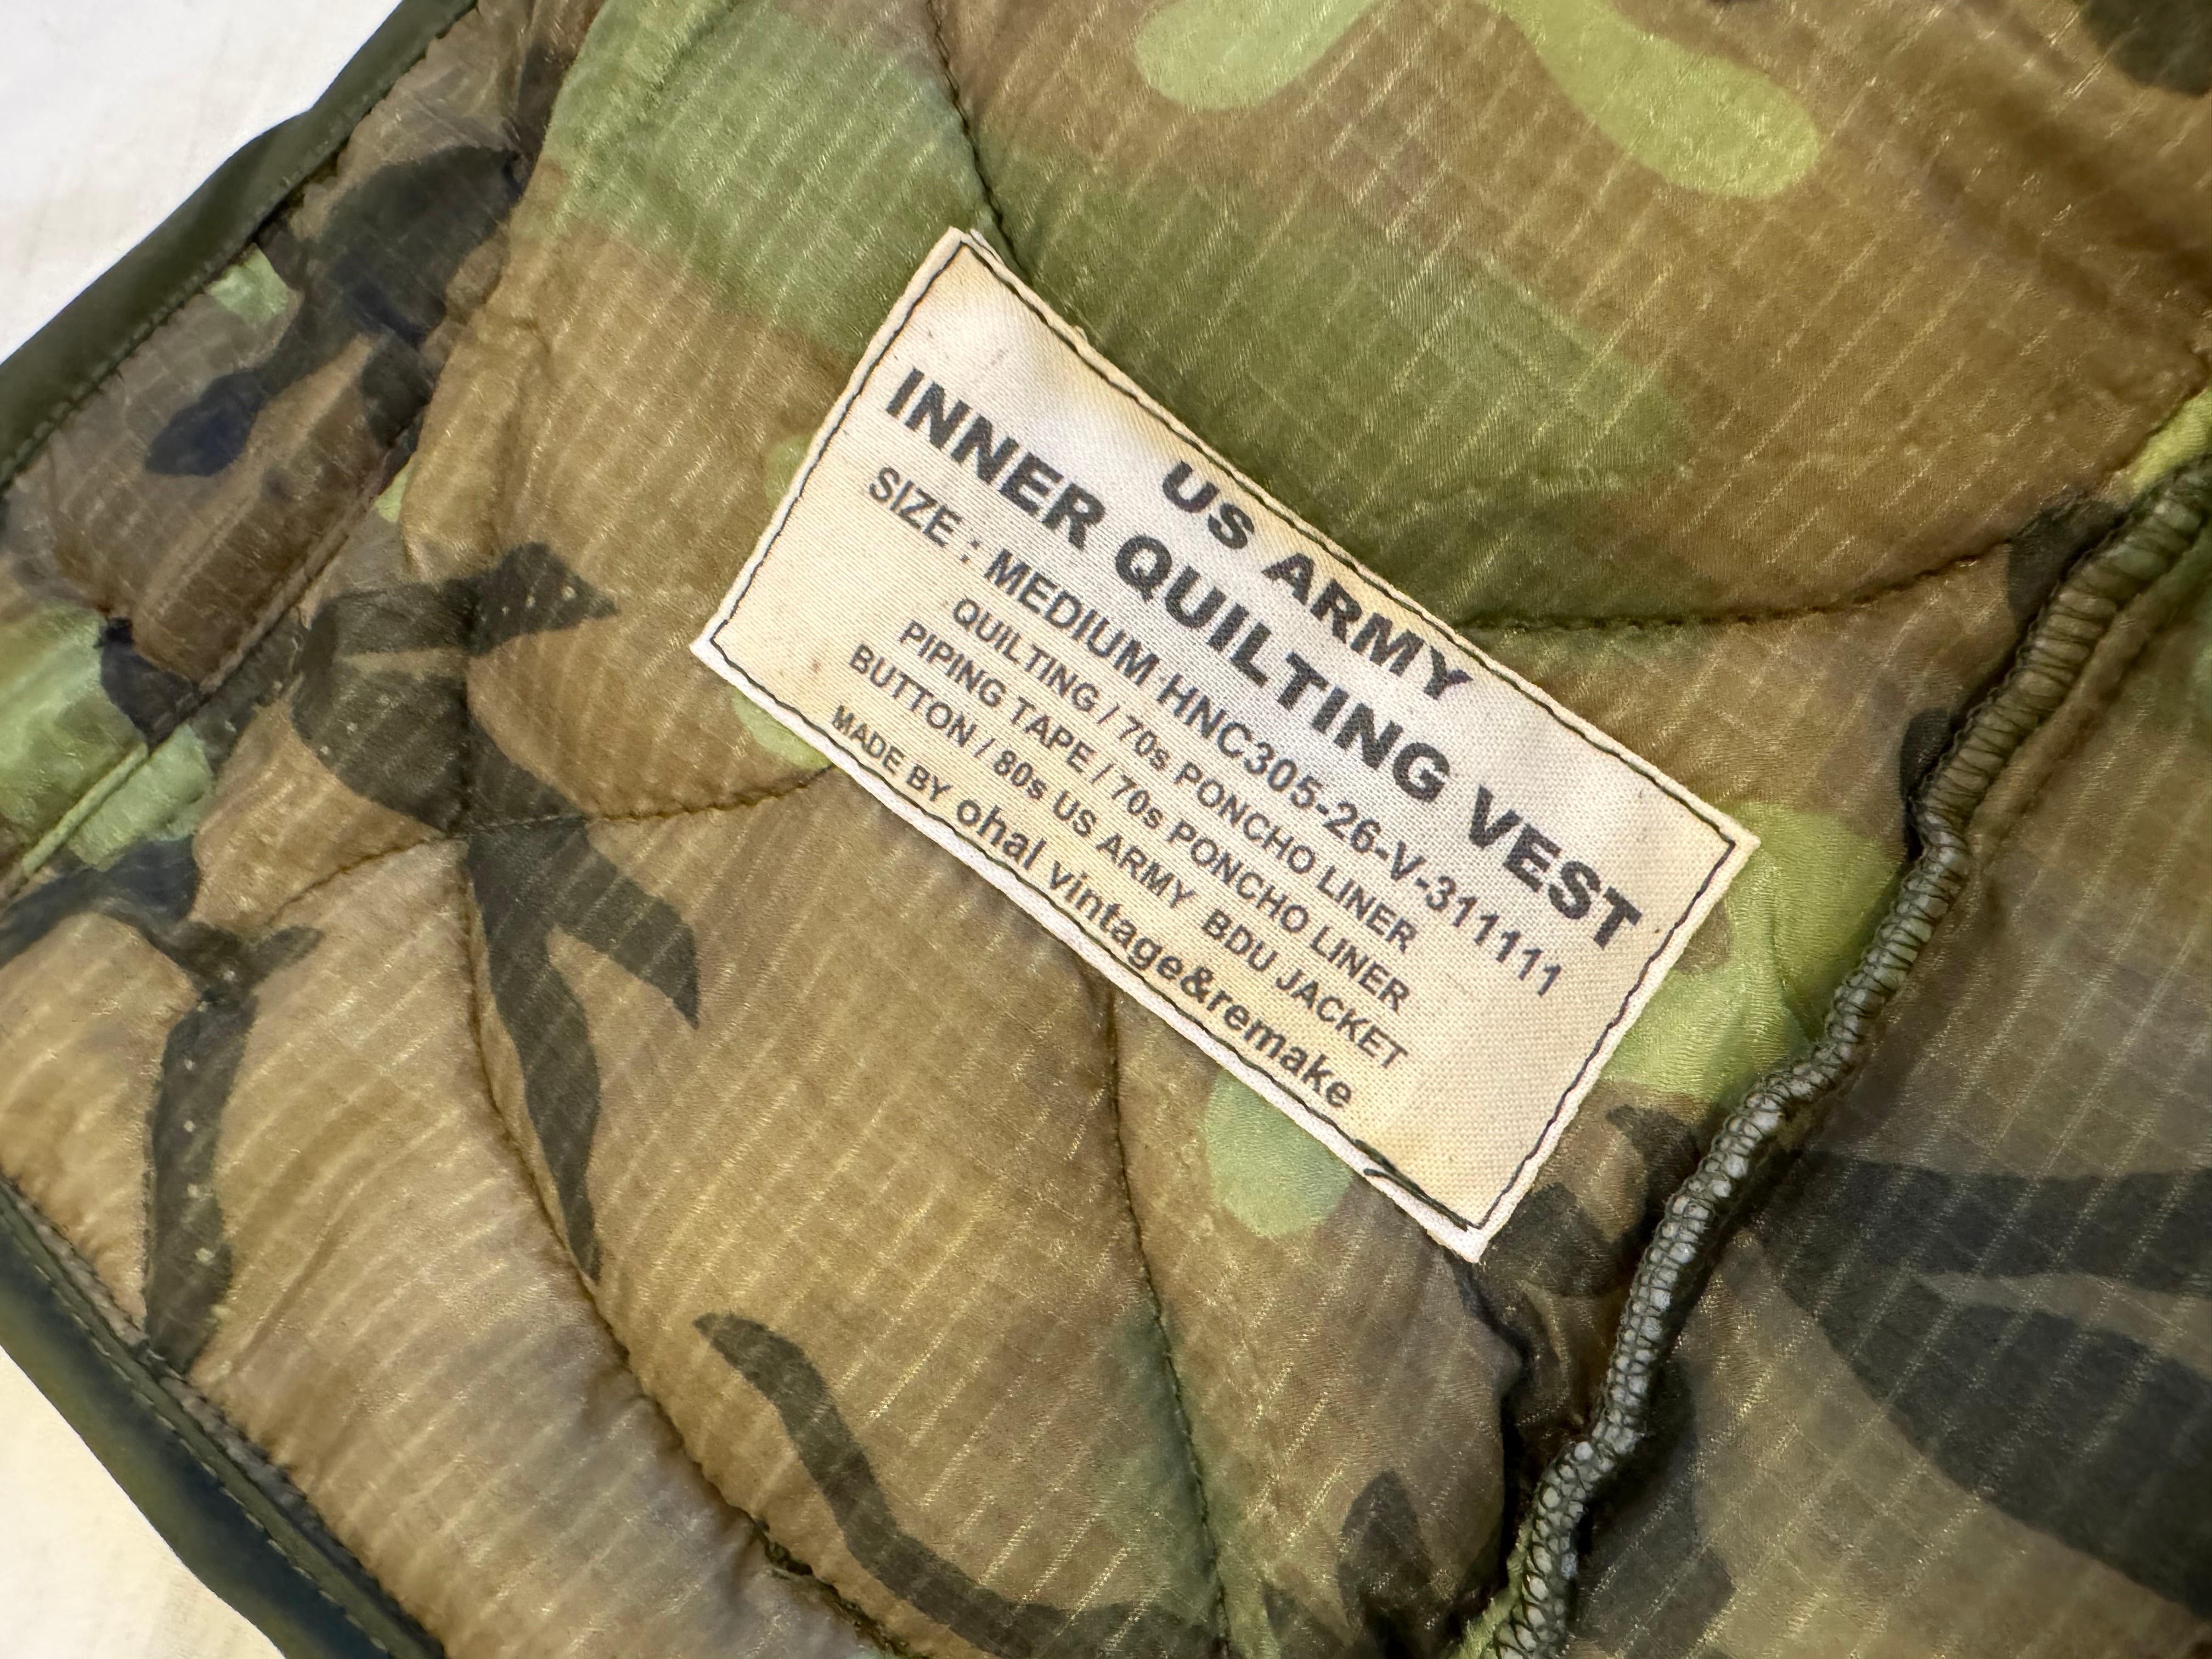 US ARMY
INNER QUILTING VEST
SIZE : MEDIUM HNC305-26-V-311111
QUILTING / 70s PONCHO LINER
PIPING TAPE / 70s PONCHO LINER
BUTTON / 80s US ARMY BDU JACKET
MADE BY ohal vintage&remake